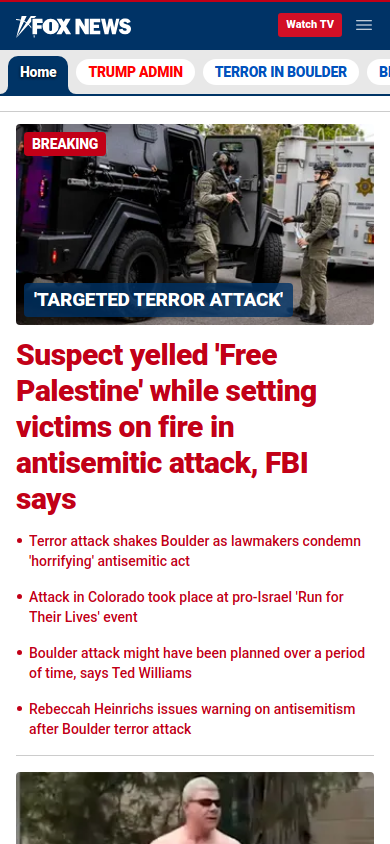 FOX NEWS
Watch TV
Home
TRUMP ADMIN
TERROR IN BOULDER
BREAKING
'TARGETED TERROR ATTACK'
Suspect yelled 'Free
Palestine' while setting
victims on fire in
antisemitic attack, FBI
says
• Terror attack shakes Boulder as lawmakers condemn
'horrifying' antisemitic act
• Attack in Colorado took place at pro-Israel 'Run for
Their Lives' event
• Boulder attack might have been planned over a period
of time, says Ted Williams
• Rebeccah Heinrichs issues warning on antisemitism
after Boulder terror attack